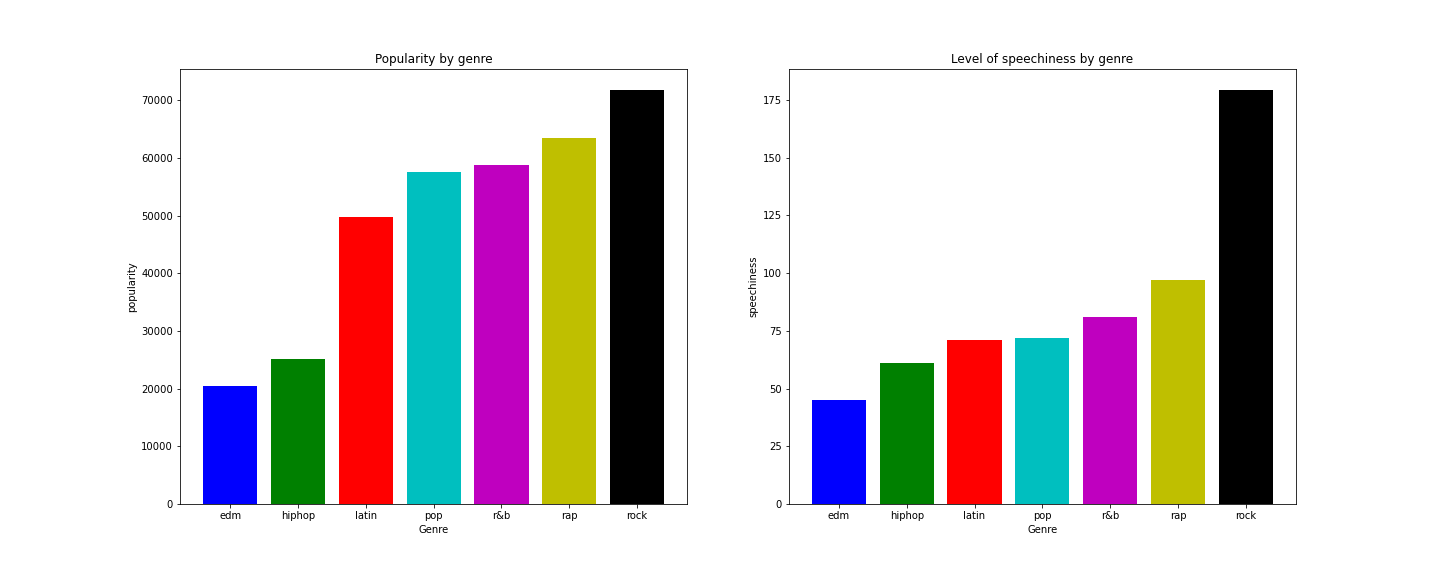 Popularity by genre
popularity
70000
60000
50000
40000
30000
20000
10000
0
edm hiphop latin pop r&b rap rock
Genre
Level of speechiness by genre
speechiness
175
150
125
100
75
50
25
0
edm hiphop latin pop r&b rap rock
Genre